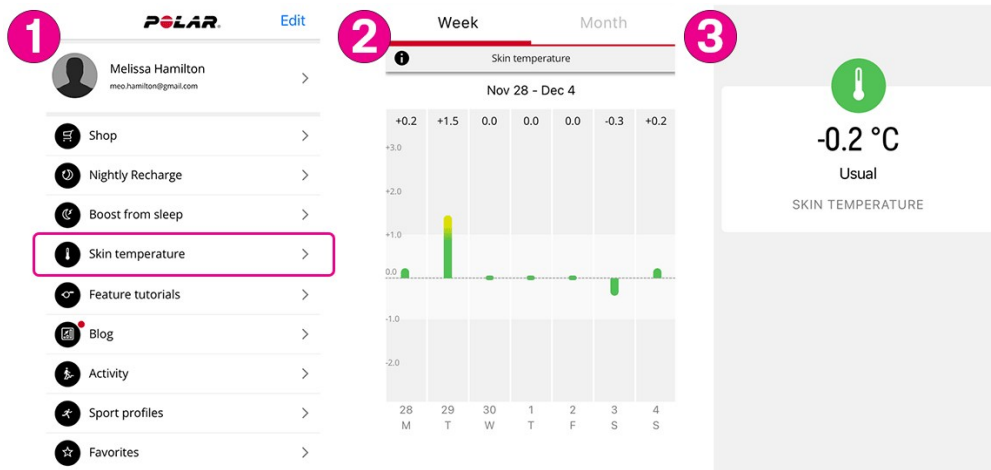 1
POLAR.
Edit
Melissa Hamilton
meo.hamilton@gmail.com
Shop
Nightly Recharge
Boost from sleep
Skin temperature
Feature tutorials
Blog
Activity
Sport profiles
Favorites
2
Week Month
Skin temperature
Nov 28 - Dec 4
+0.2 +1.5 0.0 0.0 0.0 -0.3 +0.2
+3.0
+2.0
+1.0
0.0
-1.0
-2.0
28 29 30 1 2 3 4
M T W T F S S
3
-0.2 °C
Usual
SKIN TEMPERATURE